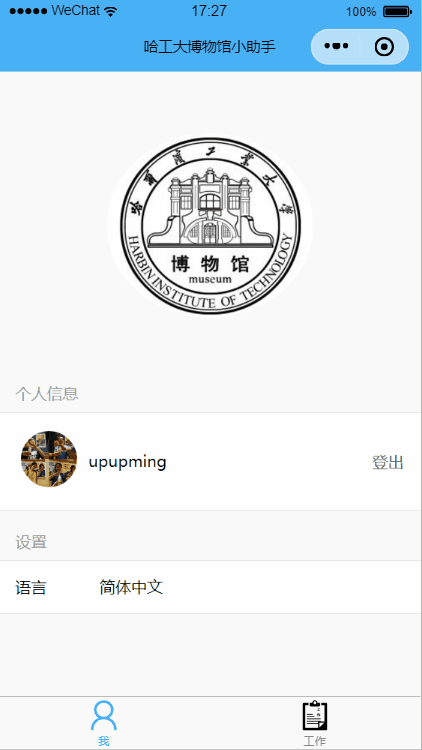 WeChat 17:27 100%
哈工大博物馆小助手
哈爾濱工業大学
博物馆
museum
HARBIN INSTITUTE OF TECHNOLOGY
个人信息
upupming 登出
设置
语言 简体中文
我 工作